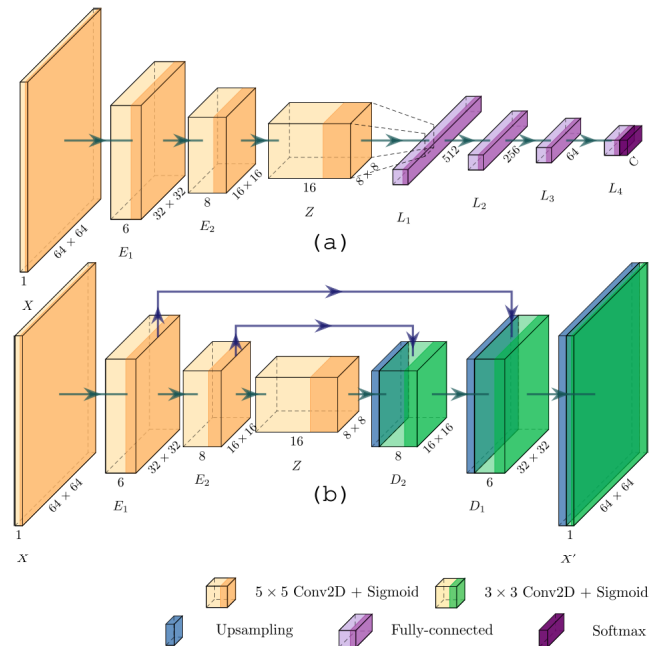 1
64 × 64
X
6
32 × 32
E1
8
16×16
E2
16
8×8
Z
L1
512
L2
256
L3
64
L4
C
(a)
1
64 × 64
X
6
32 × 32
E1
8
16×16
E2
16
8 × 8
Z
8
16×16
D2
6
32 × 32
D1
1
64 × 64
X′
(b)
5 × 5 Conv2D + Sigmoid
3 × 3 Conv2D + Sigmoid
Upsampling
Fully-connected
Softmax